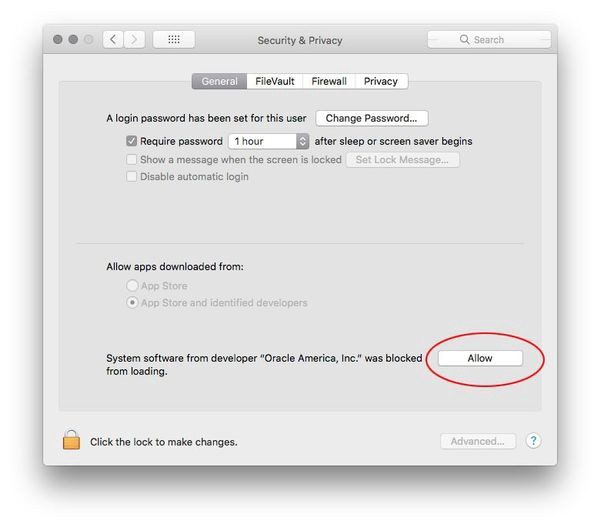 Security & Privacy
Search
General FileVault Firewall Privacy
A login password has been set for this user Change Password...
Require password 1 hour after sleep or screen saver begins
Show a message when the screen is locked Set Lock Message...
Disable automatic login
Allow apps downloaded from:
App Store
App Store and identified developers
System software from developer “Oracle America, Inc.” was blocked Allow
from loading.
Click the lock to make changes. Advanced... ?